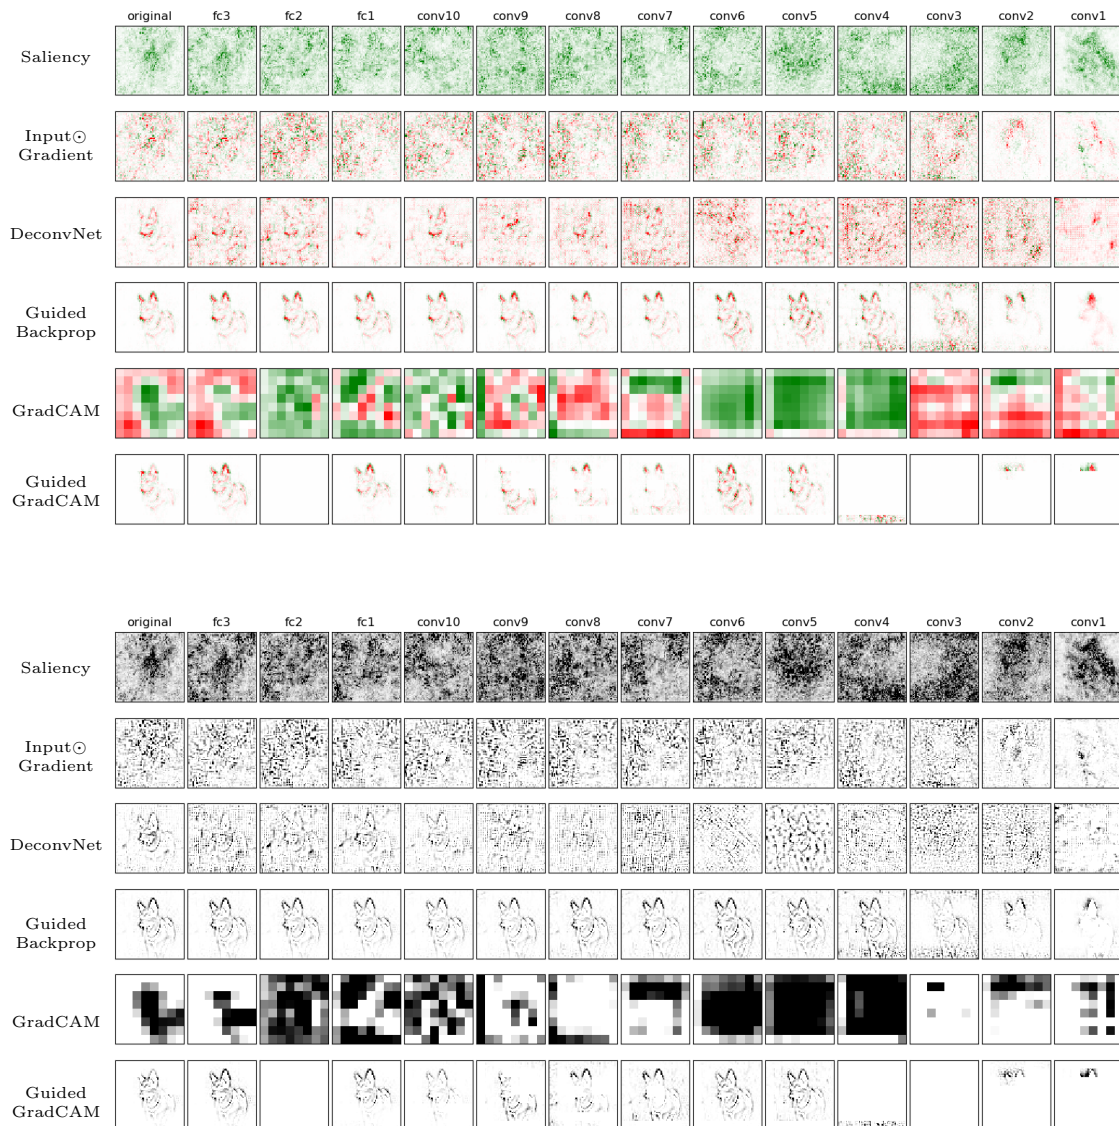 original fc3 fc2 fc1 conv10 conv9 conv8 conv7 conv6 conv5 conv4 conv3 conv2 conv1
Saliency
Input⊙
Gradient
DeconvNet
Guided
Backprop
GradCAM
Guided
GradCAM
original fc3 fc2 fc1 conv10 conv9 conv8 conv7 conv6 conv5 conv4 conv3 conv2 conv1
Saliency
Input⊙
Gradient
DeconvNet
Guided
Backprop
GradCAM
Guided
GradCAM